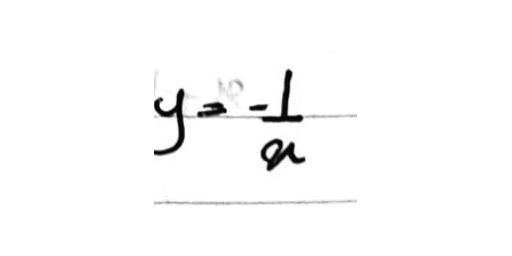 y = -1/x